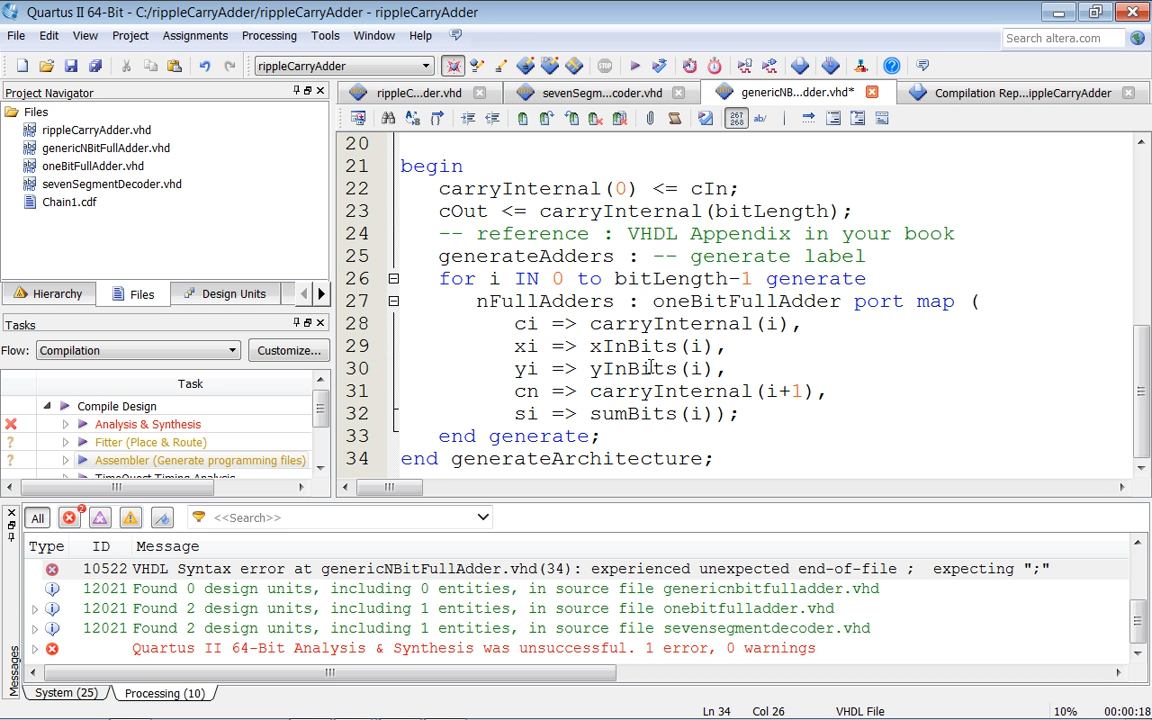 Quartus II 64-Bit - C:/rippleCarryAdder/rippleCarryAdder - rippleCarryAdder
File Edit View Project Assignments Processing Tools Window Help
Search altera.com
rippleCarryAdder
Project Navigator
rippleC...der.vhd sevenSegm...coder.vhd genericNB...dder.vhd* Compilation Rep...ippleCarryAdder
Files
rippleCarryAdder.vhd
genericNBitFullAdder.vhd
oneBitFullAdder.vhd
sevenSegmentDecoder.vhd
Chain1.cdf
Hierarchy Files Design Units
Tasks
Flow: Compilation Customize...
Task
Compile Design
Analysis & Synthesis
Fitter (Place & Route)
Assembler (Generate programming files)
TimeQuest Timing Analysis
267
268
ab/
20
21 begin
22 carryInternal(0) <= cIn;
23 cOut <= carryInternal(bitLength);
24 -- reference : VHDL Appendix in your book
25 generateAdders : -- generate label
26 for i IN 0 to bitLength-1 generate
27 nFullAdders : oneBitFullAdder port map (
28 ci => carryInternal(i),
29 xi => xInBits(i),
30 yi => yInBits(i),
31 cn => carryInternal(i+1),
32 si => sumBits(i));
33 end generate;
34 end generateArchitecture;
All 2 <<Search>>
Type ID Message
10522 VHDL Syntax error at genericNBitFullAdder.vhd(34): experienced unexpected end-of-file ; expecting ";"
12021 Found 0 design units, including 0 entities, in source file genericnbitfulladder.vhd
12021 Found 2 design units, including 1 entities, in source file onebitfulladder.vhd
12021 Found 2 design units, including 1 entities, in source file sevensegmentdecoder.vhd
Quartus II 64-Bit Analysis & Synthesis was unsuccessful. 1 error, 0 warnings
Messages
System (25) Processing (10)
Ln 34 Col 26 VHDL File 10% 00:00:18